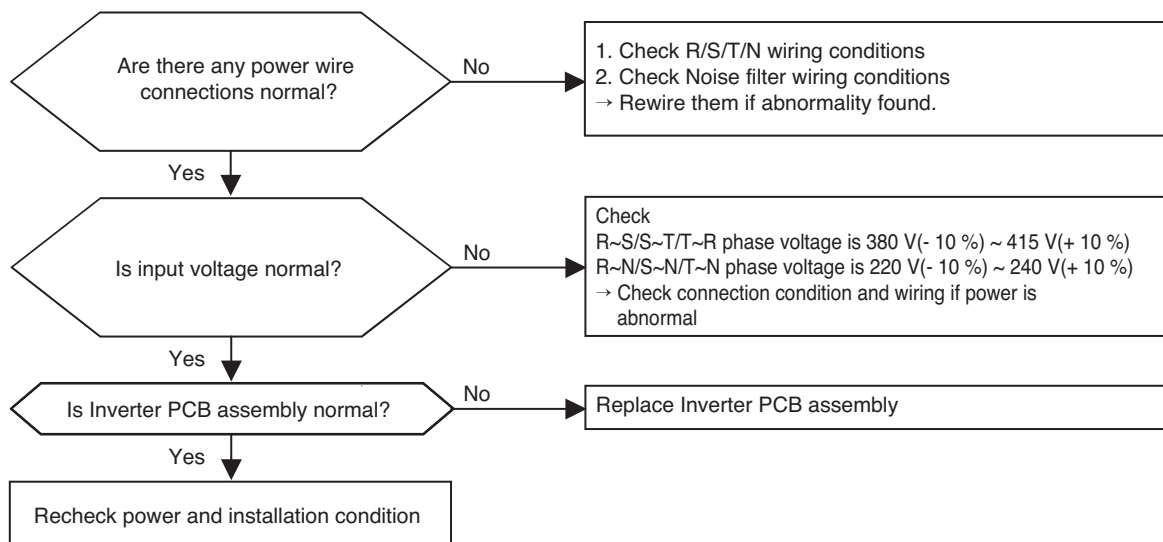 Are there any power wire
connections normal?
No
1. Check R/S/T/N wiring conditions
2. Check Noise filter wiring conditions
→ Rewire them if abnormality found.
Yes
Is input voltage normal?
No
Check
R~S/S~T/T~R phase voltage is 380 V(- 10 %) ~ 415 V(+ 10 %)
R~N/S~N/T~N phase voltage is 220 V(- 10 %) ~ 240 V(+ 10 %)
→ Check connection condition and wiring if power is
abnormal
Yes
Is Inverter PCB assembly normal?
No
Replace Inverter PCB assembly
Yes
Recheck power and installation condition